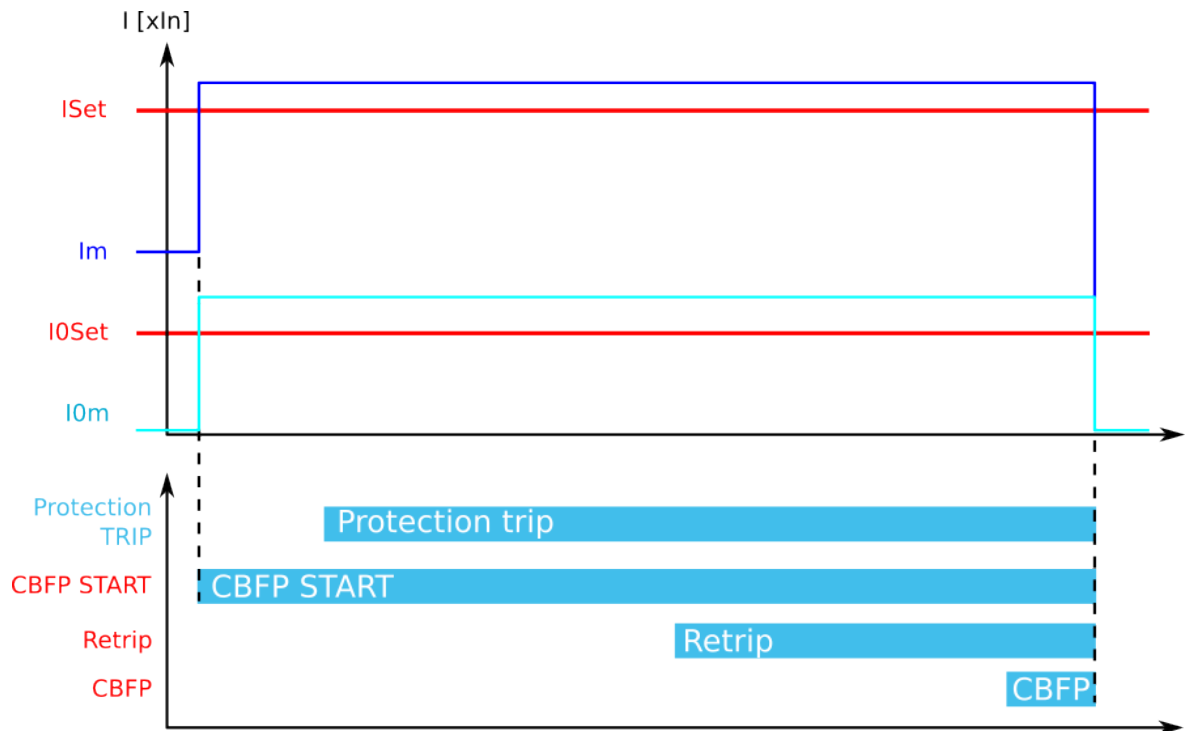 I [xIn]
ISet
Im
I0Set
I0m
Protection
TRIP
Protection trip
CBFP START
CBFP START
Retrip
Retrip
CBFP
CBFP